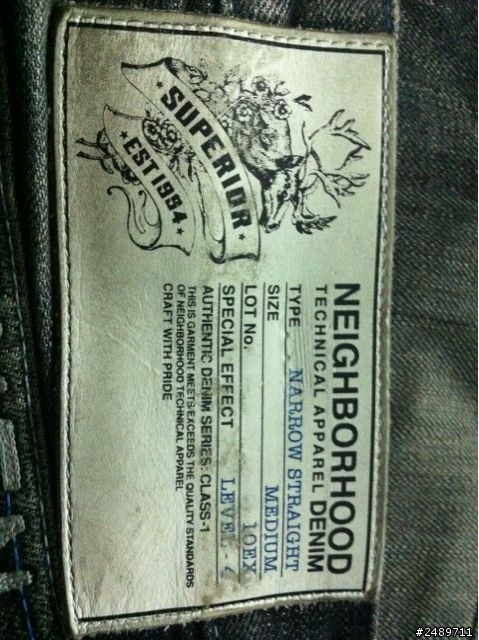 SUPERIOR
EST 1994
NEIGHBORHOOD
TECHNICAL APPAREL DENIM
TYPE NARROW STRAIGHT
SIZE MEDIUM
LOT No. 10EX
SPECIAL EFFECT LEVEL-4
AUTHENTIC DENIM SERIES: CLASS-1
THIS IS GARMENT MEETS/EXCEEDS THE QUALITY STANDARDS
OF NEIGHBORHOOD TECHNICAL APPAREL
CRAFT WITH PRIDE
#2489711